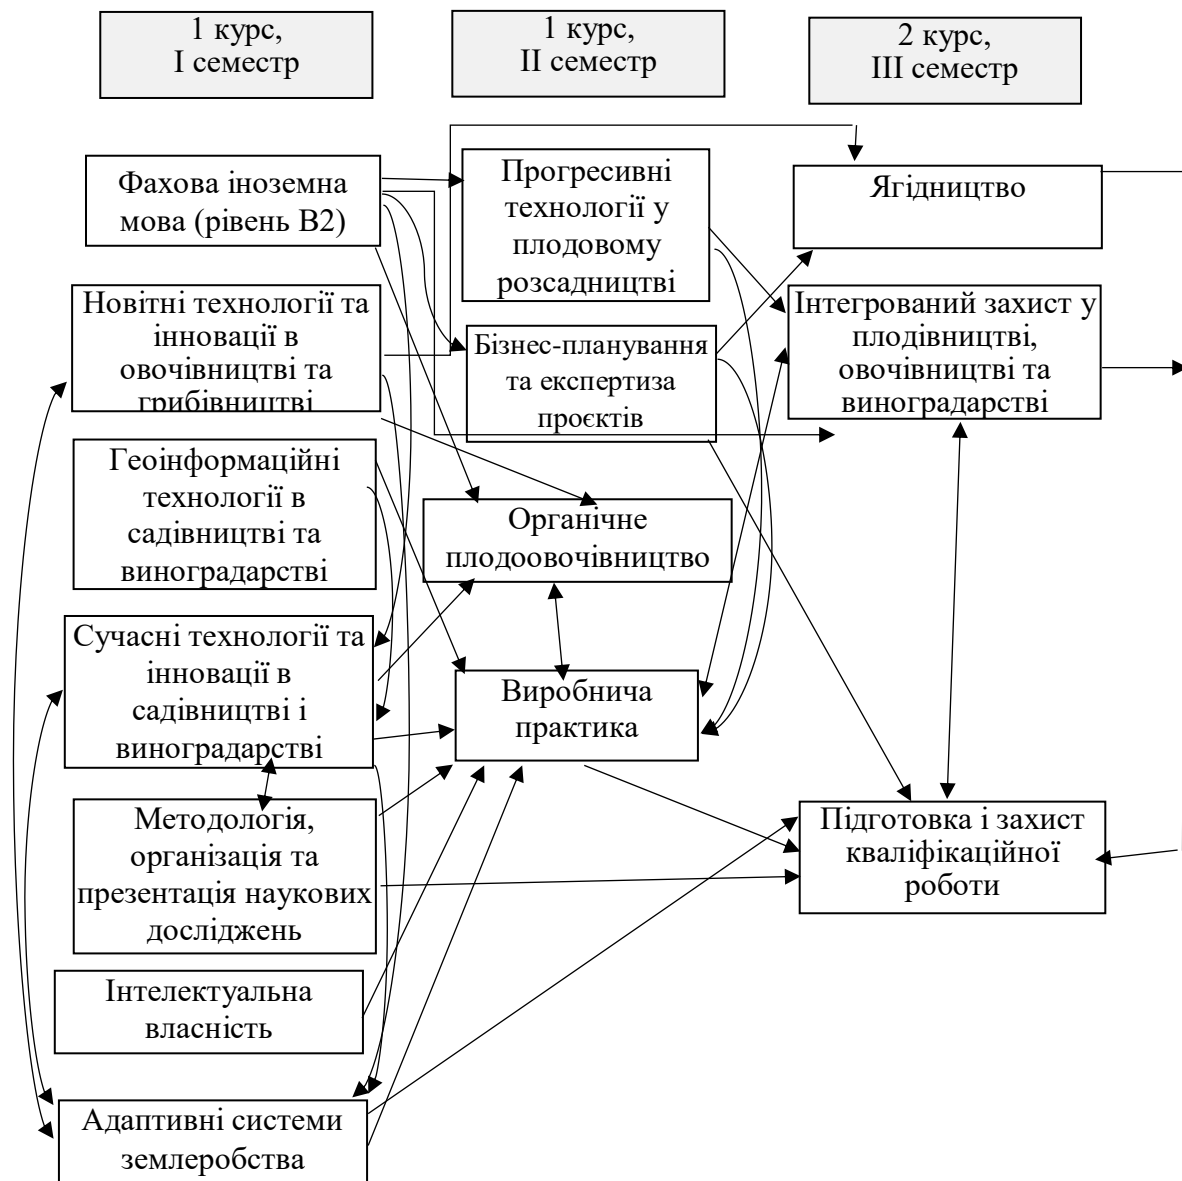 1 курс,
І семестр
1 курс,
ІІ семестр
2 курс,
ІІІ семестр
Фахова іноземна
мова (рівень В2)
Новітні технології та
інновації в
овочівництві та
грибівництві
Геоінформаційні
технології в
садівництві та
виноградарстві
Сучасні технології та
інновації в
садівництві і
виноградарстві
Методологія,
організація та
презентація наукових
досліджень
Інтелектуальна
власність
Адаптивні системи
землеробства
Прогресивні
технології у
плодовому
розсадництві
Бізнес-планування
та експертиза
проєктів
Органічне
плодоовочівництво
Виробнича
практика
Ягідництво
Інтегрований захист у
плодівництві,
овочівництві та
виноградарстві
Підготовка і захист
кваліфікаційної
роботи